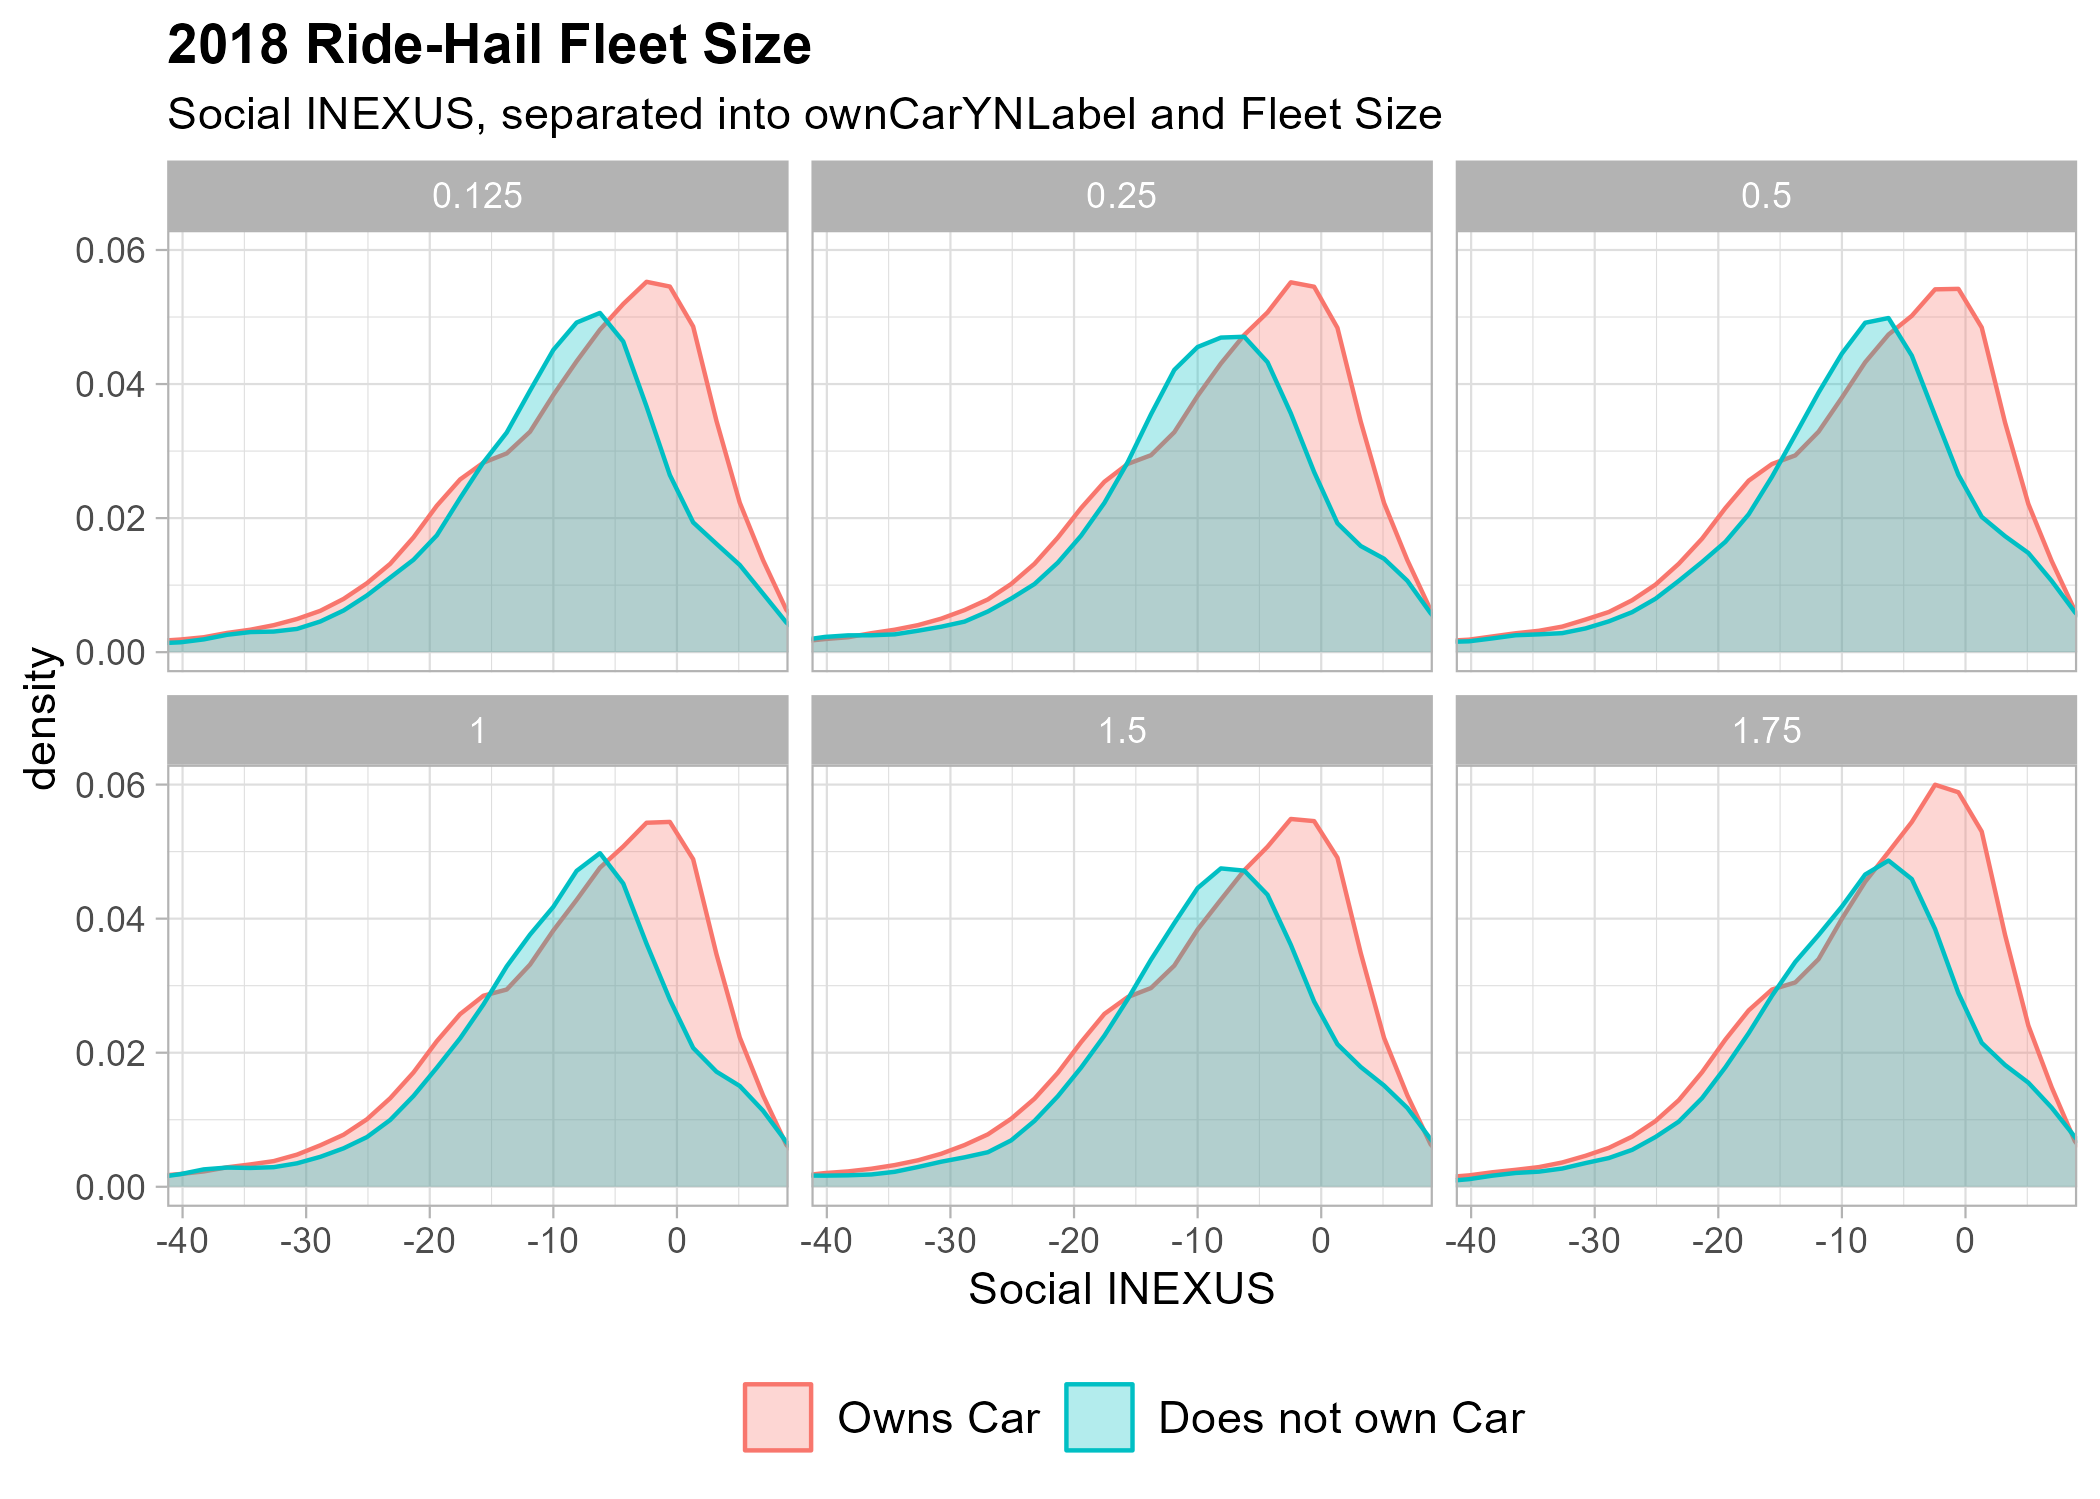 2018 Ride-Hail Fleet Size
Social INEXUS, separated into ownCarYNLabel and Fleet Size
0.125 0.25 0.5
0.06
0.04
0.02
0.00
density
1 1.5 1.75
0.06
0.04
0.02
0.00
-40 -30 -20 -10 0 -40 -30 -20 -10 0 -40 -30 -20 -10 0
Social INEXUS
Owns Car Does not own Car